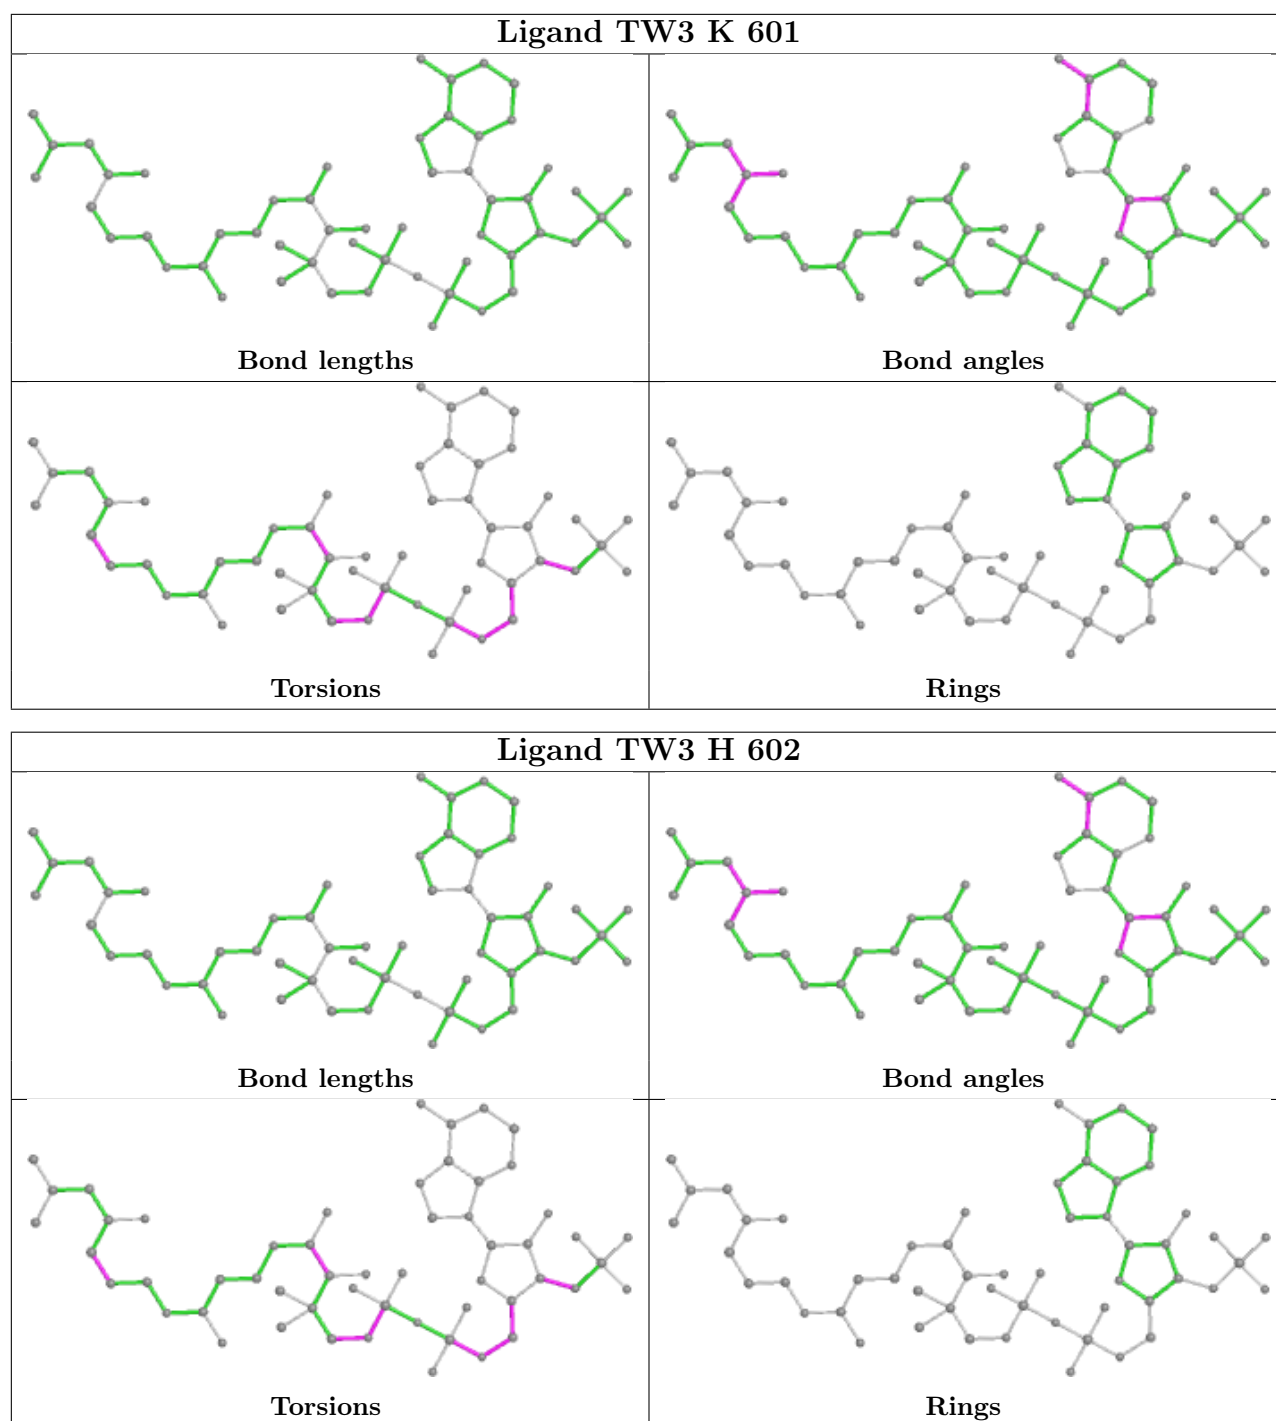 Ligand TW3 K 601
Bond lengths
Bond angles
Torsions
Rings
Ligand TW3 H 602
Bond lengths
Bond angles
Torsions
Rings